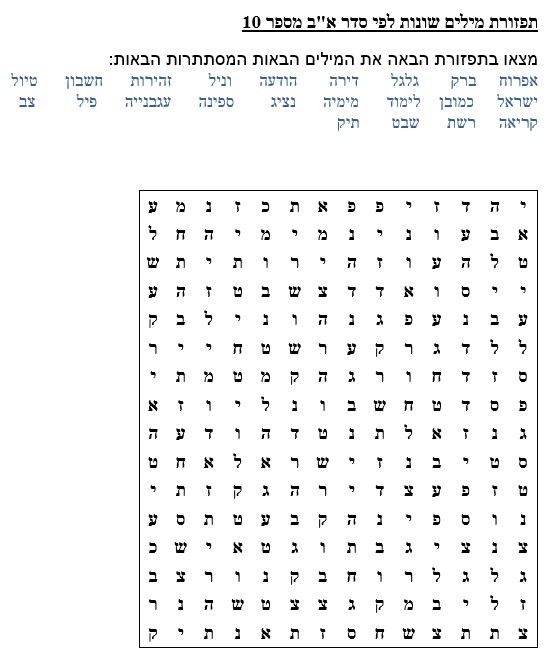 תפזורת מילים שונות לפי סדר א"ב מספר 10
מצאו בתפזורת הבאה את המילים הבאות המסתתרות הבאות:
אפרוח ברק גלגל דירה הודעה וניל זהירות חשבון טיול
ישראל כמובן לימוד מימיה נציג ספינה עגבנייה פיל צב
קריאה רשת שבט תיק
י ה ד ז י פ פ א ת כ ז נ מ ע
א ב ע ו נ י נ מ י מ י ה ח ל
ט ל ה ע ו ז ה י ר ו ת י ת ש
י י ס ו א ד ד צ ש ב ט ז ה ע
ע ב נ ע פ ג נ ה ו נ י ל ב ק
ל ל ד ג ר ק ע ר ש ט ח י י ר
ס ז ד ח ו ר ג ה ק מ ט מ ת י
פ ס ד ט ח ש ב ו נ ל י ו ז א
ג נ ז א ל ת נ ט ד ה ו ד ע ה
ס ט י ב נ ז י ש ר א ל א ח ט
ט ז פ ע צ ד י ר ה ג ק ז ת י
נ ו ס פ י נ ה ק ב ע ט ת ס ע
צ נ צ י ג ב ת ו ג ט א י ש כ
ג ל ג ל ר ו ח ב ק נ ו ר צ ב
ז ל י ב מ ק ג צ צ ט ש ה נ ר
צ ת ת צ ש ח ס ז ת א נ ת י ק